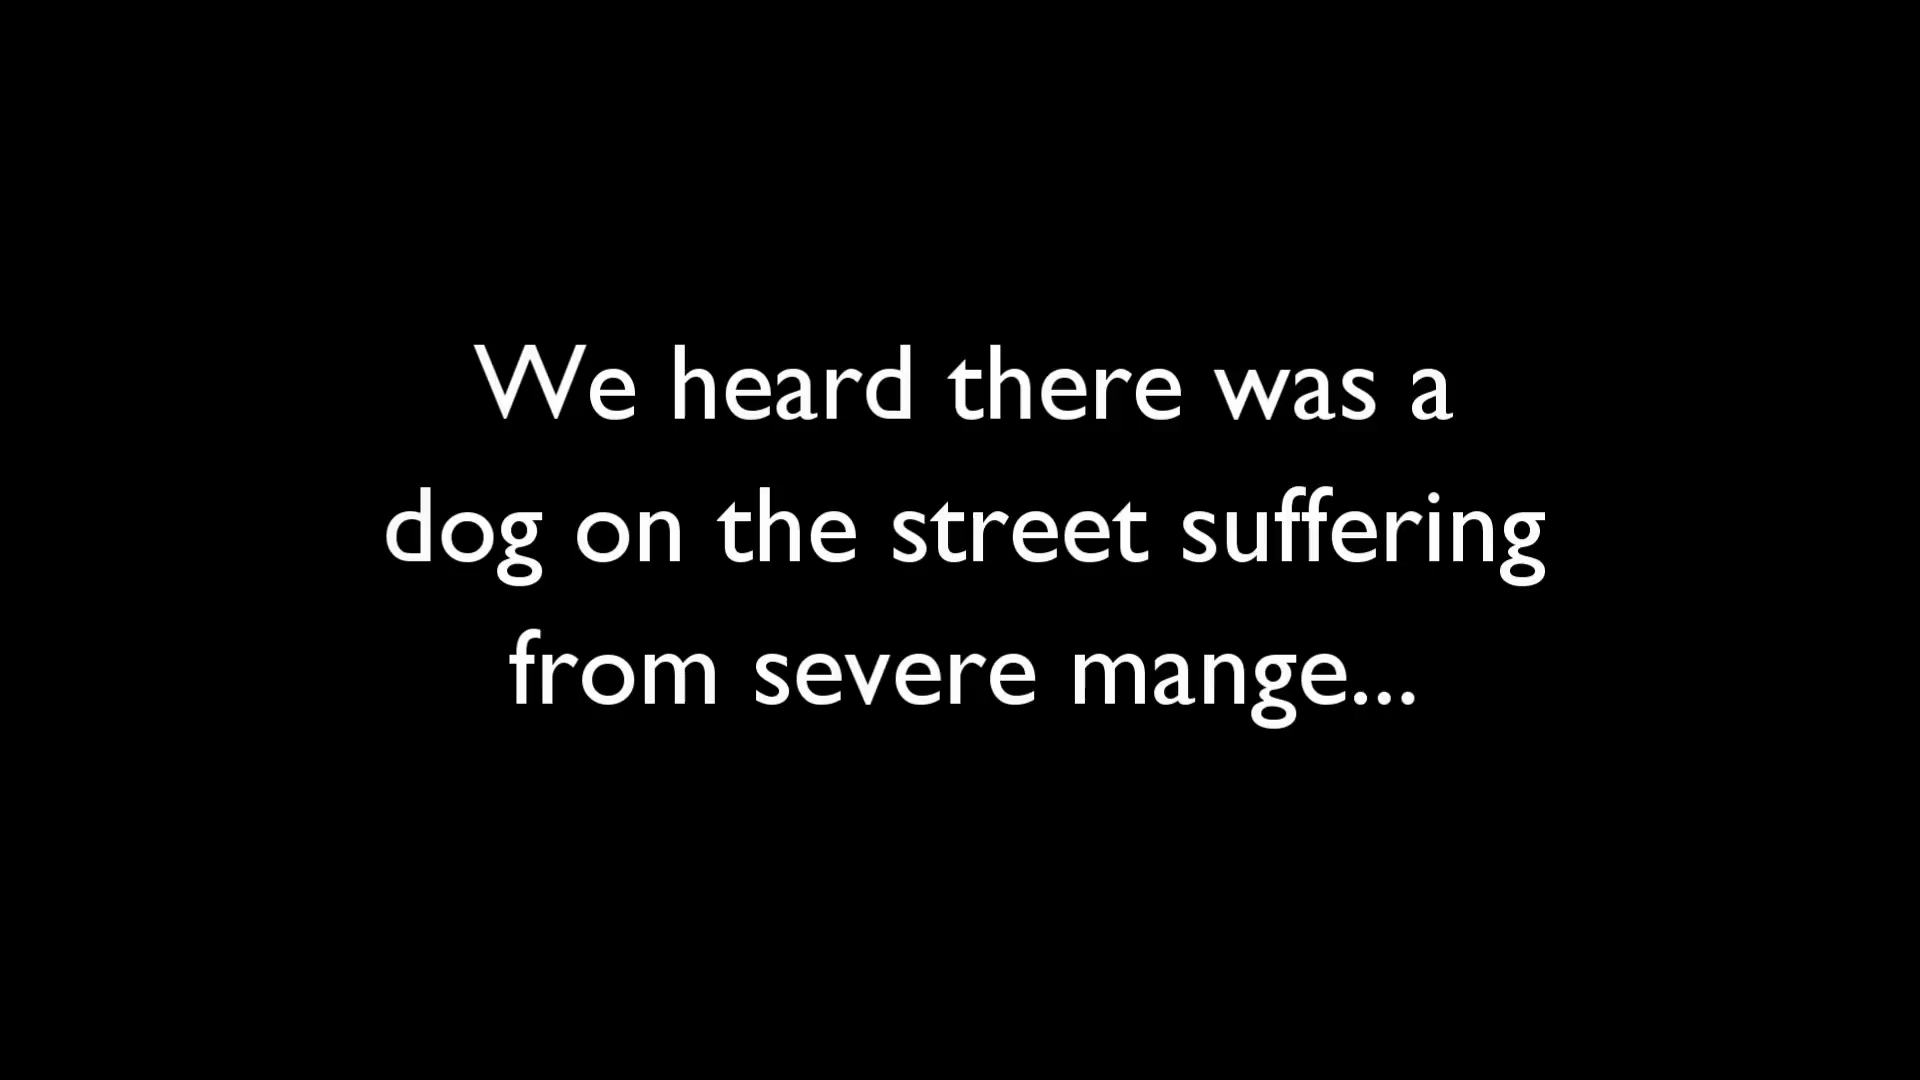 We heard there was a
dog on the street suffering
from severe mange...